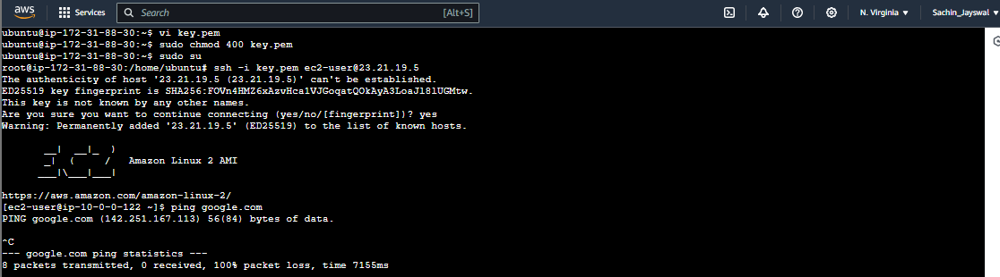 aws
Services
Search
[Alt+S]
N. Virginia
Sachin_Jayswal
ubuntu@ip-172-31-88-30:~$ vi key.pem
ubuntu@ip-172-31-88-30:~$ sudo chmod 400 key.pem
ubuntu@ip-172-31-88-30:~$ sudo su
root@ip-172-31-88-30:/home/ubuntu# ssh -i key.pem ec2-user@23.21.19.5
The authenticity of host '23.21.19.5 (23.21.19.5)' can't be established.
ED25519 key fingerprint is SHA256:FOVn4HMZ6xAzvHca1VJGoqatQOkAyA3LoaJl81UGMtw.
This key is not known by any other names.
Are you sure you want to continue connecting (yes/no/[fingerprint])? yes
Warning: Permanently added '23.21.19.5' (ED25519) to the list of known hosts.
__|  __|_  )
_|  (     /   Amazon Linux 2 AMI
___|\___|___|
https://aws.amazon.com/amazon-linux-2/
[ec2-user@ip-10-0-0-122 ~]$ ping google.com
PING google.com (142.251.167.113) 56(84) bytes of data.
^C
--- google.com ping statistics ---
8 packets transmitted, 0 received, 100% packet loss, time 7155ms